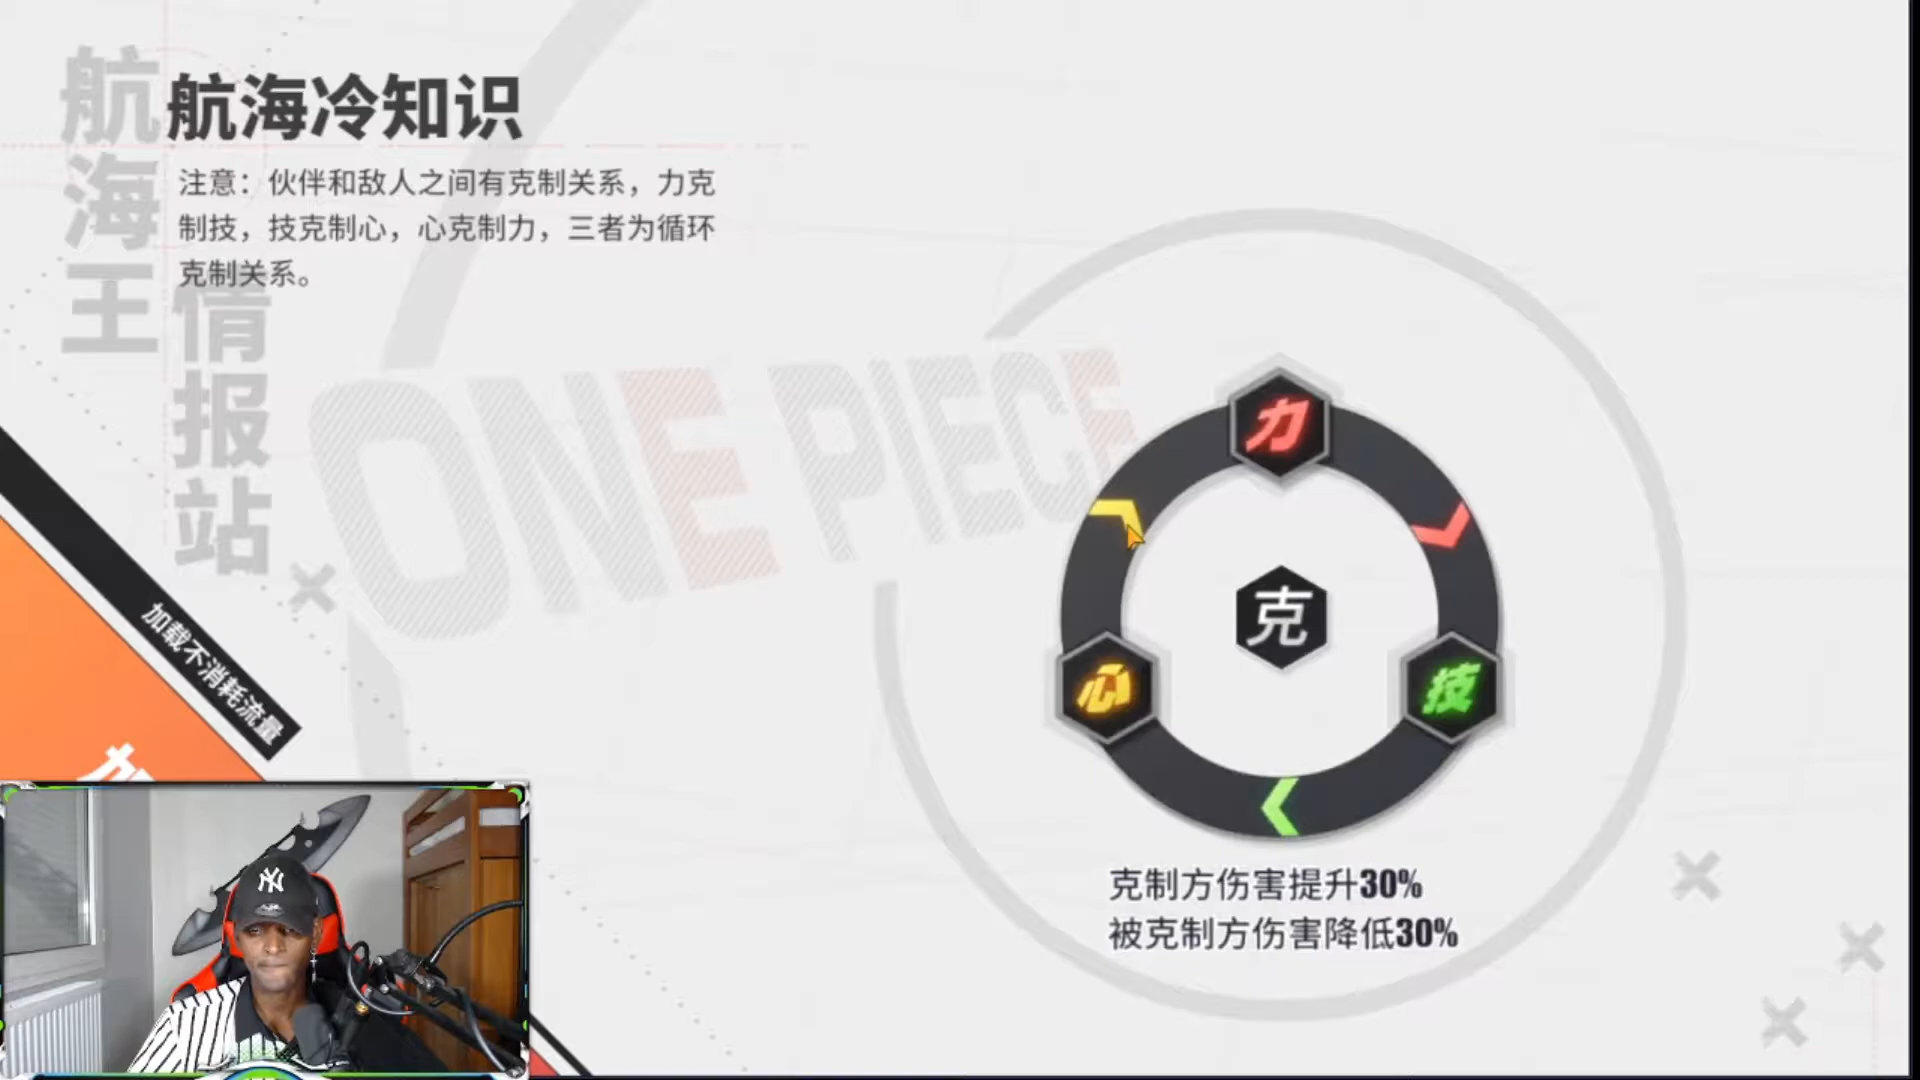 航海王
情报站
航海冷知识
注意：伙伴和敌人之间有克制关系，力克
制技，技克制心，心克制力，三者为循环
克制关系。
ONE PIECE
加载不消耗流量
力
心
克
技
克制方伤害提升30%
被克制方伤害降低30%
NY